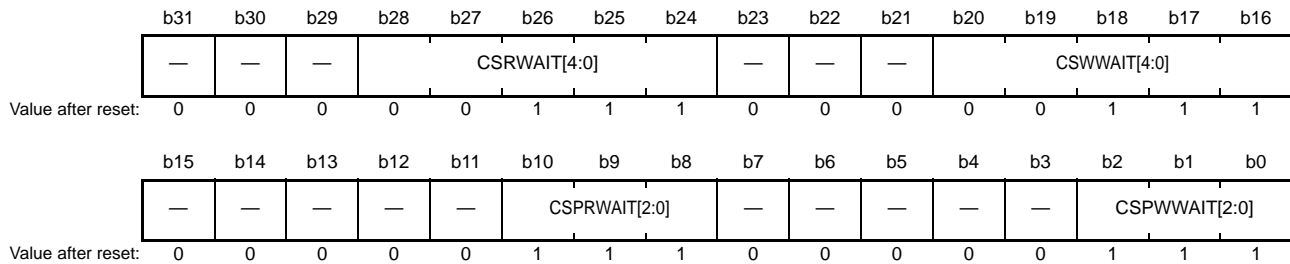 b31 b30 b29 b28 b27 b26 b25 b24 b23 b22 b21 b20 b19 b18 b17 b16
— — — CSRWAIT[4:0] — — — CSWWAIT[4:0]
Value after reset: 0 0 0 0 0 1 1 1 0 0 0 0 0 1 1 1
b15 b14 b13 b12 b11 b10 b9 b8 b7 b6 b5 b4 b3 b2 b1 b0
— — — — — CSPRWAIT[2:0] — — — — — CSPWWAIT[2:0]
Value after reset: 0 0 0 0 0 1 1 1 0 0 0 0 0 1 1 1